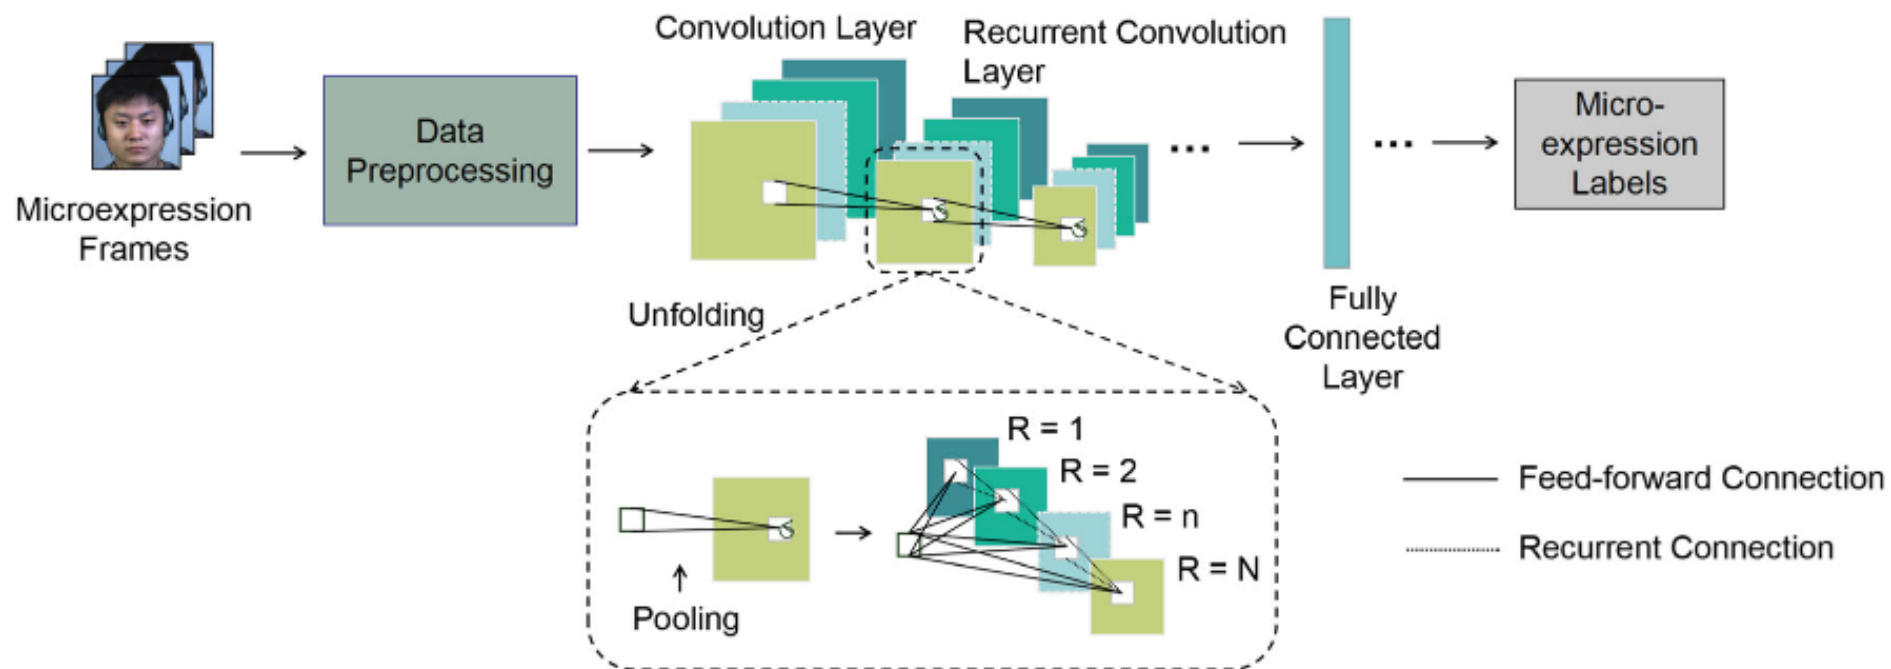 Microexpression
Frames
Data
Preprocessing
Convolution Layer
Recurrent Convolution
Layer
...
Fully
Connected
Layer
...
Micro-
expression
Labels
Unfolding
Pooling
R = 1
R = 2
R = n
R = N
Feed-forward Connection
Recurrent Connection